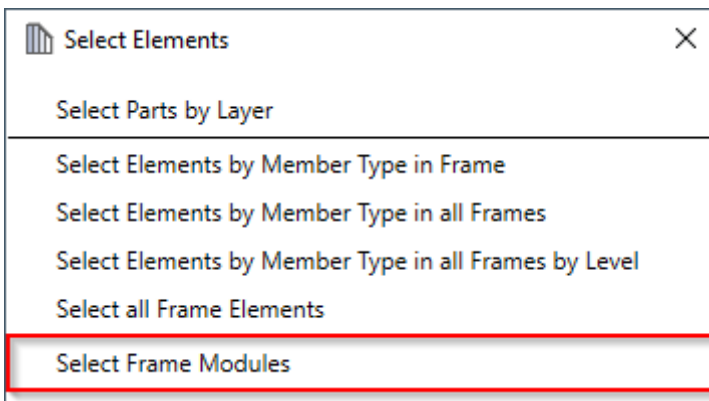 Select Elements
Select Parts by Layer
Select Elements by Member Type in Frame
Select Elements by Member Type in all Frames
Select Elements by Member Type in all Frames by Level
Select all Frame Elements
Select Frame Modules